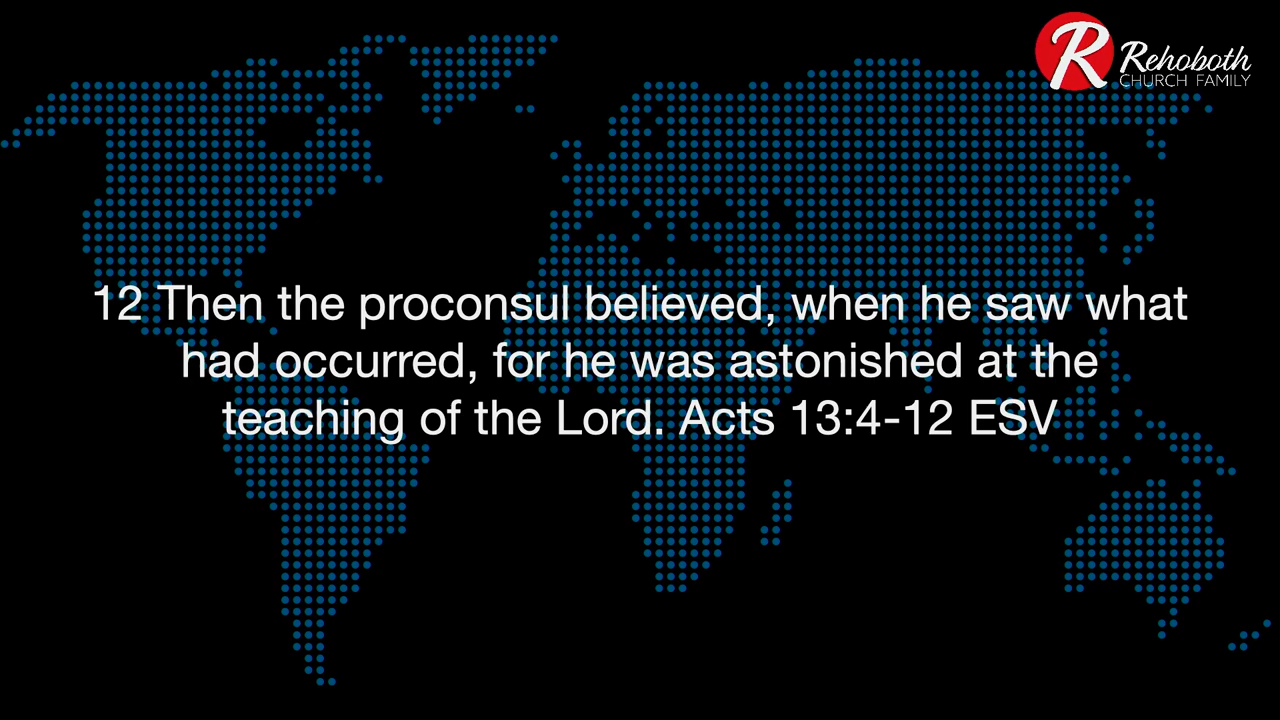 R Rehoboth
CHURCH FAMILY
12 Then the proconsul believed, when he saw what
had occurred, for he was astonished at the
teaching of the Lord. Acts 13:4-12 ESV